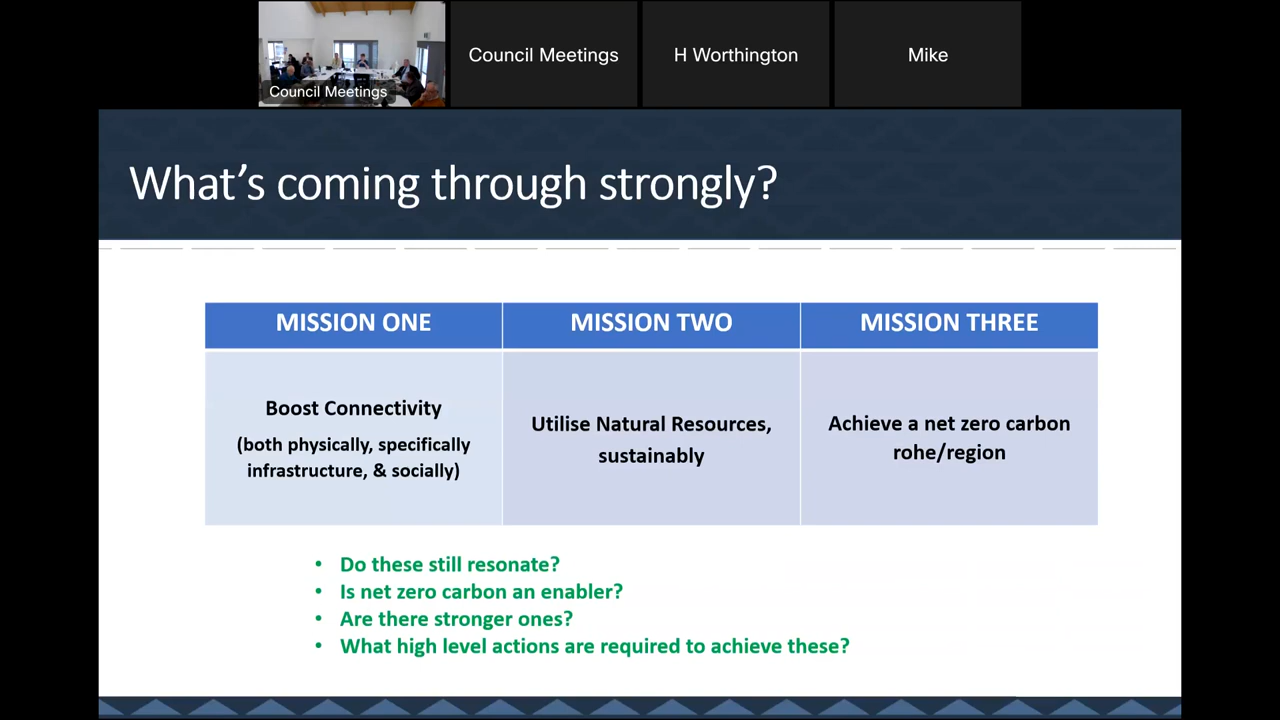 Council Meetings
Council Meetings
H Worthington
Mike
What's coming through strongly?
MISSION ONE
MISSION TWO
MISSION THREE
Boost Connectivity
(both physically, specifically
infrastructure, & socially)
Utilise Natural Resources,
sustainably
Achieve a net zero carbon
rohe/region
• Do these still resonate?
• Is net zero carbon an enabler?
• Are there stronger ones?
• What high level actions are required to achieve these?